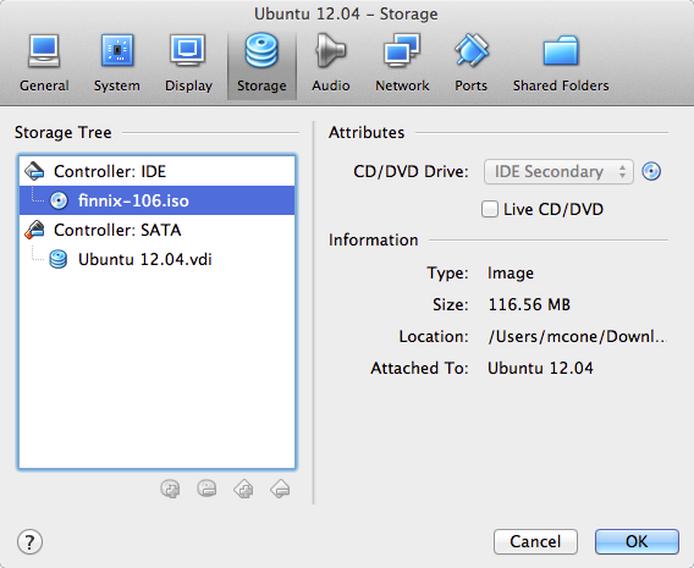 Ubuntu 12.04 – Storage
General System Display Storage Audio Network Ports Shared Folders
Storage Tree
Controller: IDE
finnix-106.iso
Controller: SATA
Ubuntu 12.04.vdi
Attributes
CD/DVD Drive: IDE Secondary
Live CD/DVD
Information
Type: Image
Size: 116.56 MB
Location: /Users/mcone/Downl...
Attached To: Ubuntu 12.04
?
Cancel OK